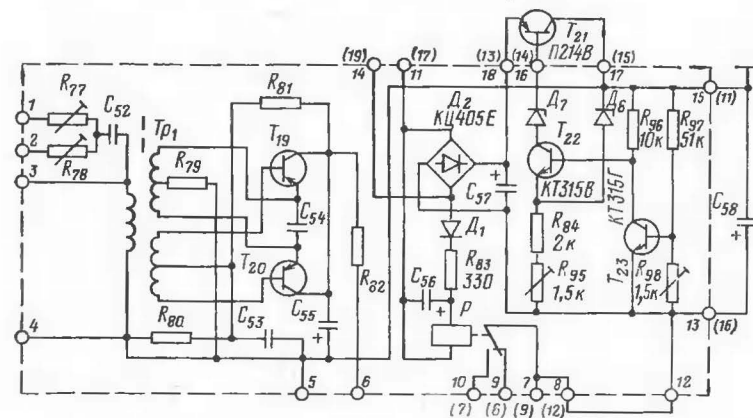 T21
П214В
(19)
(17)
(13)
(14)
(15)
14
11
18
16
17
15
(11)
R77
C52
1
2
3
R78
Tp1
R79
R81
T19
C54
T20
R82
Д2
КЦ405Е
C57
+
Д1
R83
330
C56
+
P
Д7
T22
КТ315В
Д6
R84
2к
R95
1,5к
R96
10к
R97
51к
КТ315Г
T23
R98
1,5к
C58
+
13
(16)
4
R80
C53
C55
+
5
6
10
(7)
9
(6)
7
(9)
8
(12)
12